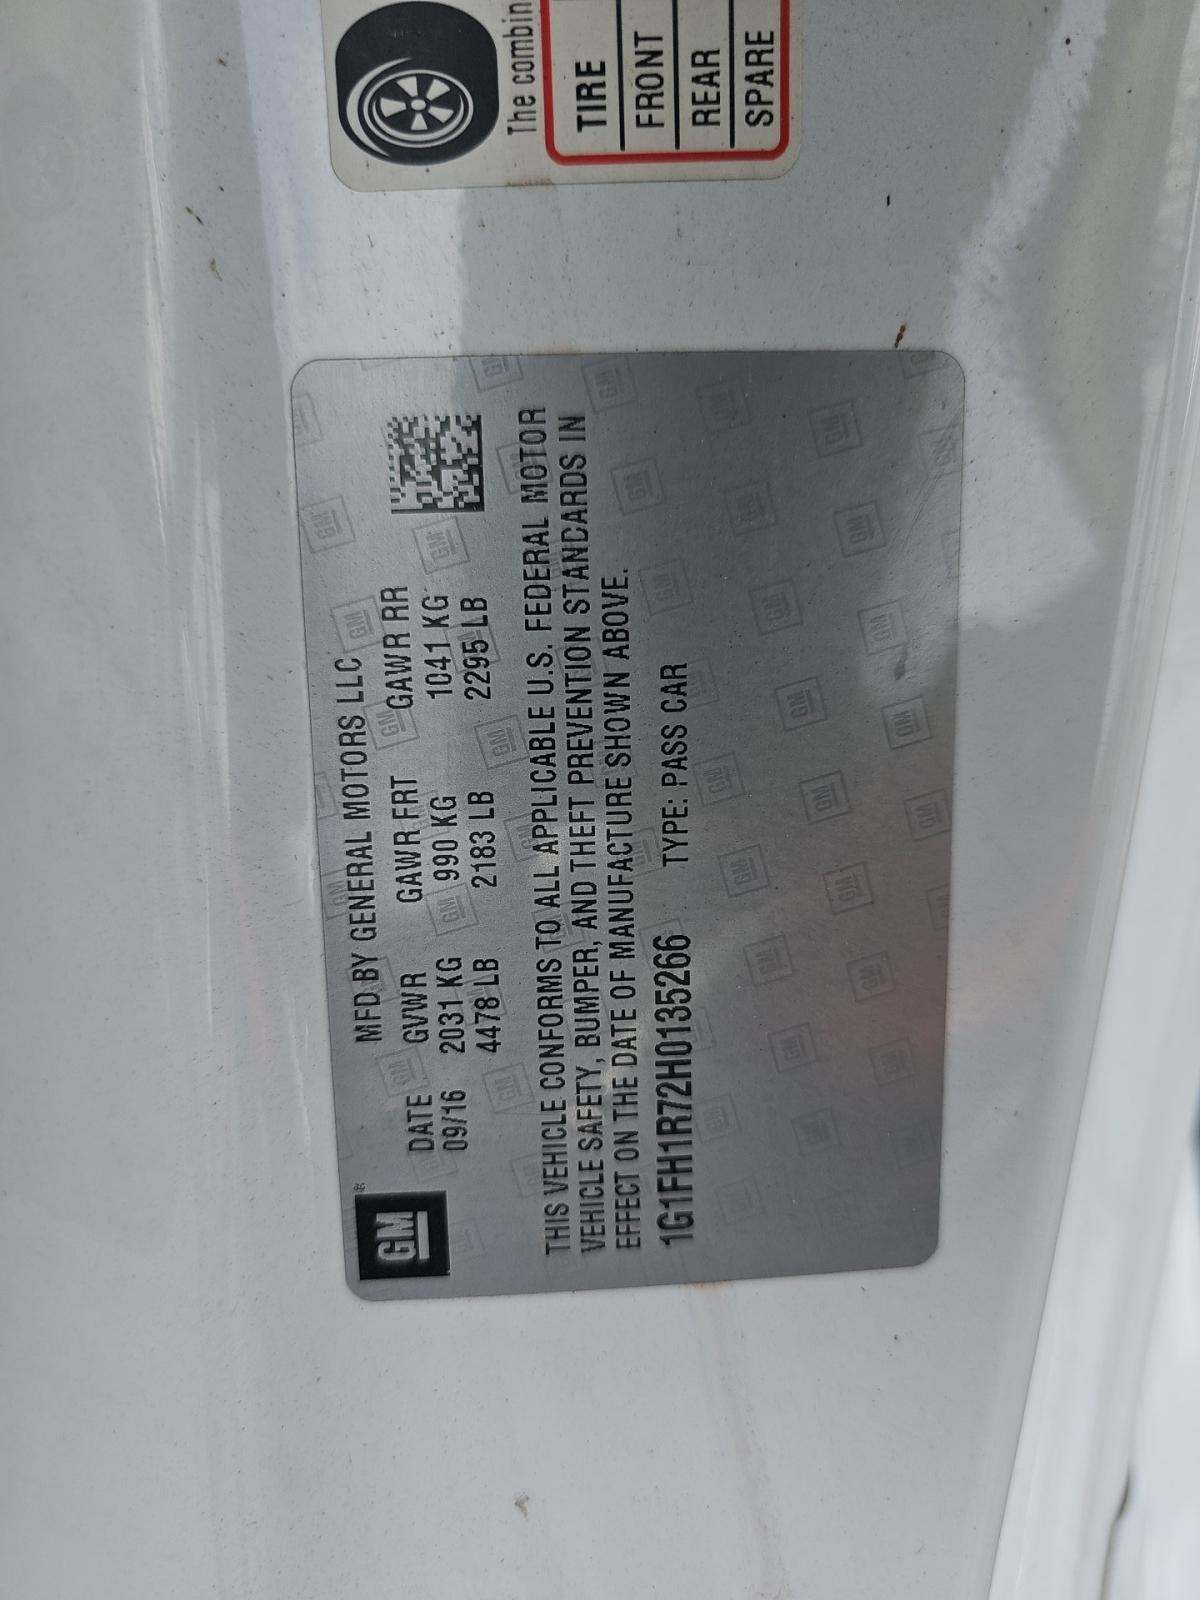 GM
MFD BY GENERAL MOTORS LLC
DATE GVWR GAWR FRT GAWR RR
09/16 2031 KG 990 KG 1041 KG
4478 LB 2183 LB 2295 LB
THIS VEHICLE CONFORMS TO ALL APPLICABLE U.S. FEDERAL MOTOR
VEHICLE SAFETY, BUMPER, AND THEFT PREVENTION STANDARDS IN
EFFECT ON THE DATE OF MANUFACTURE SHOWN ABOVE.
1G1FH1R72H0135266 TYPE: PASS CAR
The combin
TIRE
FRONT
REAR
SPARE